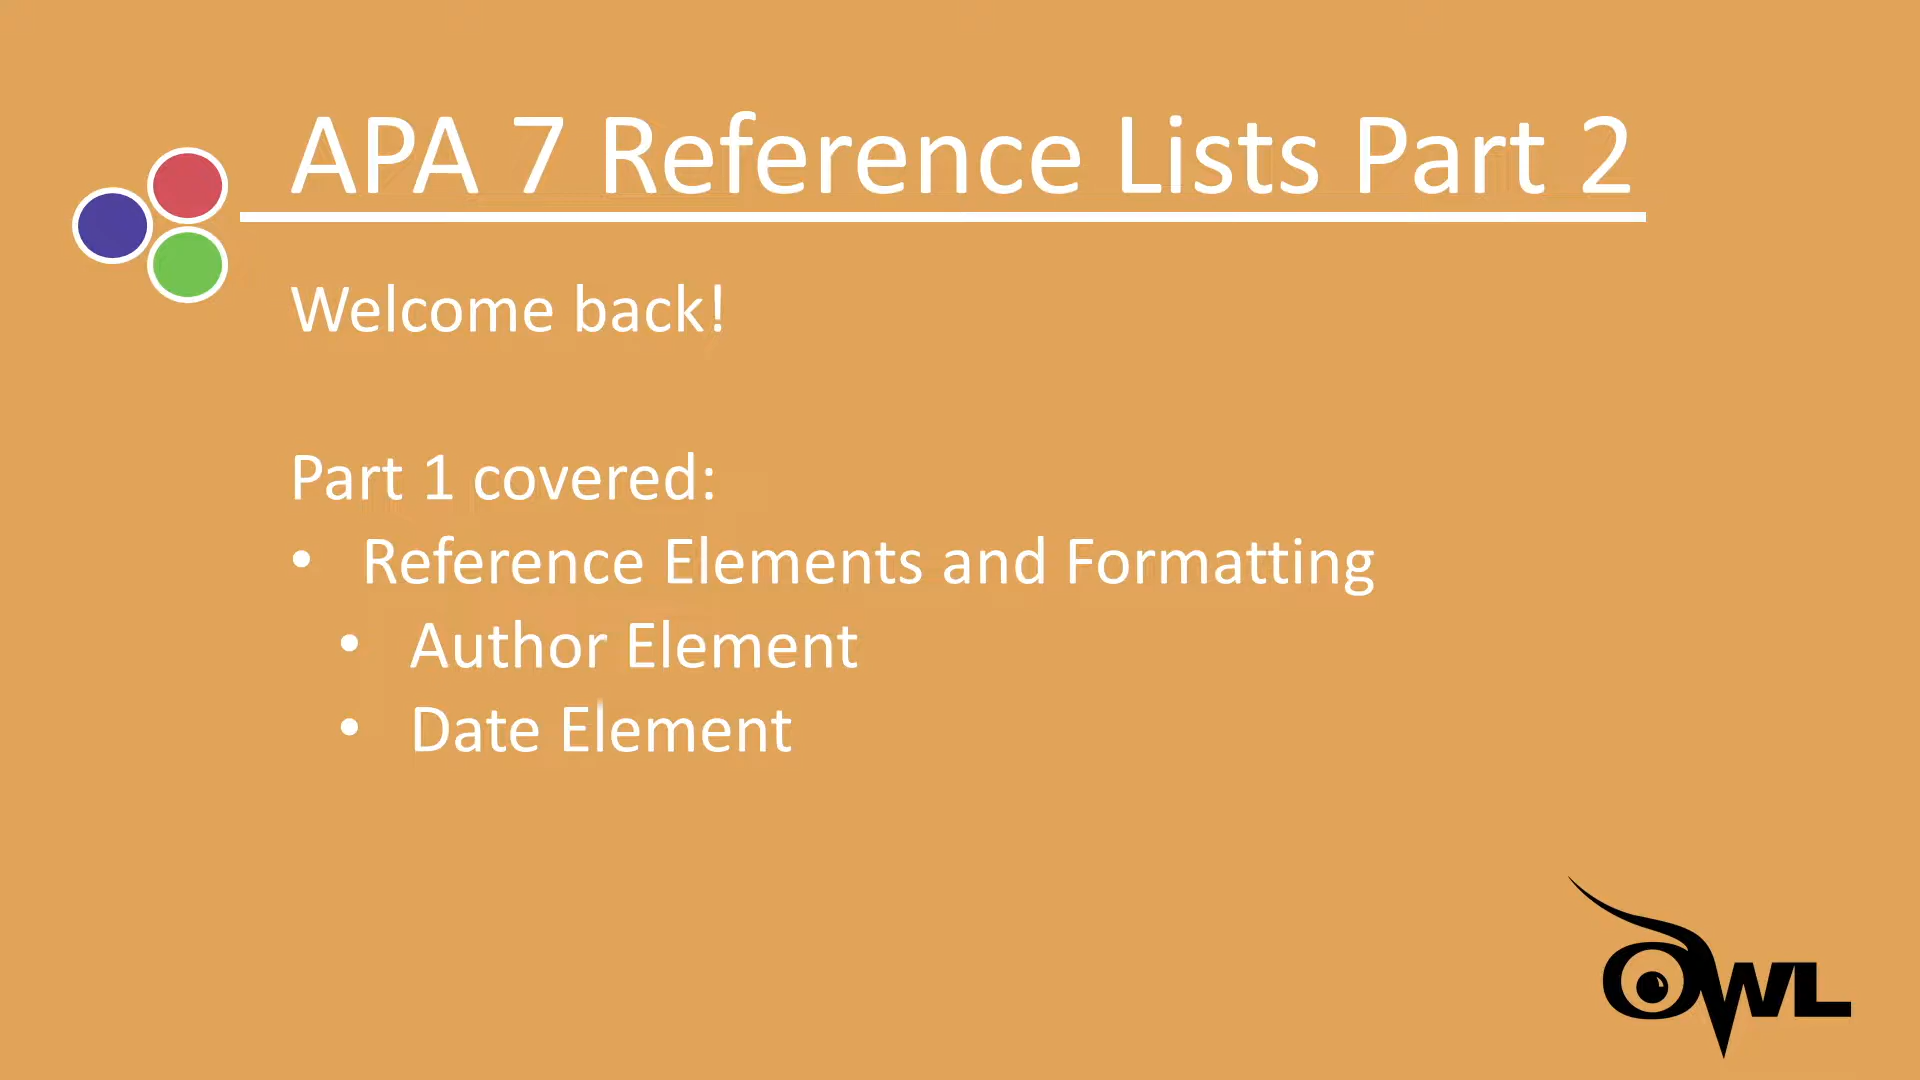 APA 7 Reference Lists Part 2
Welcome back!
Part 1 covered:
• Reference Elements and Formatting
• Author Element
• Date Element
OWL